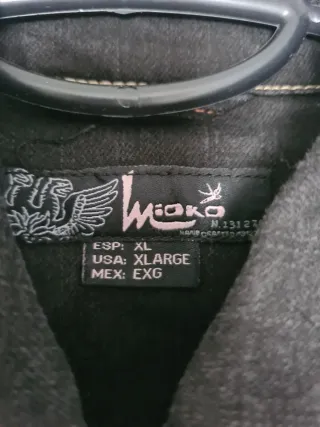 Mioko
ESP: XL
USA: XLARGE
MEX: EXG